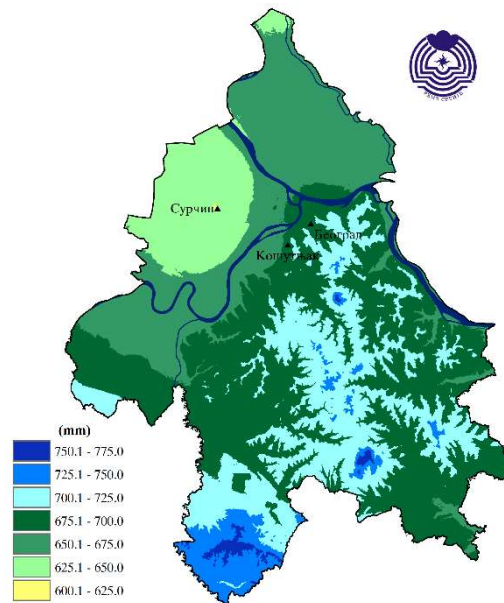 Сурчин
Београд
Кошутњак
(mm)
750.1 - 775.0
725.1 - 750.0
700.1 - 725.0
675.1 - 700.0
650.1 - 675.0
625.1 - 650.0
600.1 - 625.0